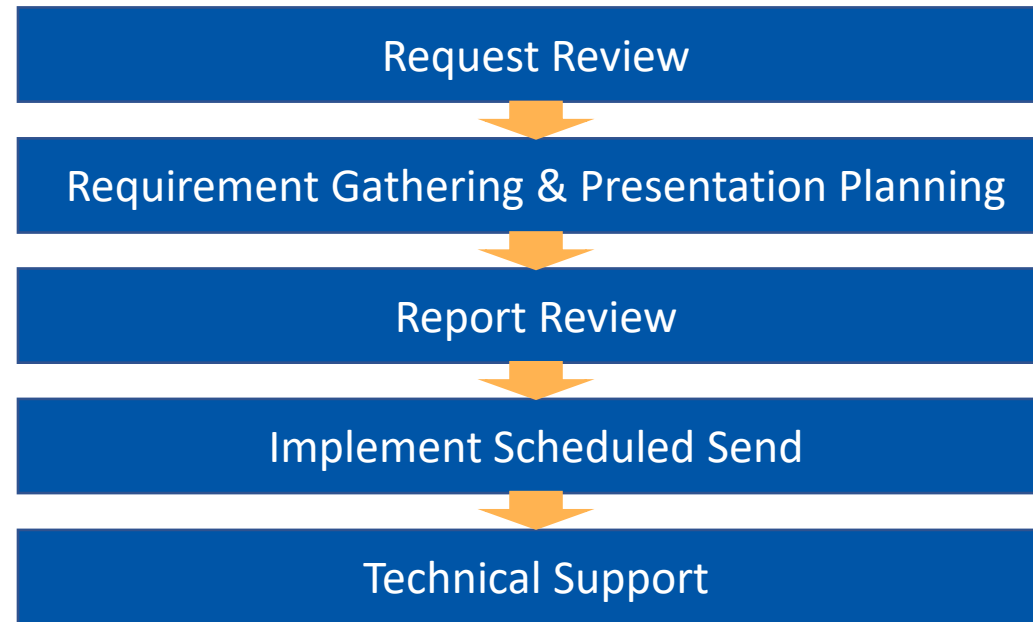 Request Review
Requirement Gathering & Presentation Planning
Report Review
Implement Scheduled Send
Technical Support